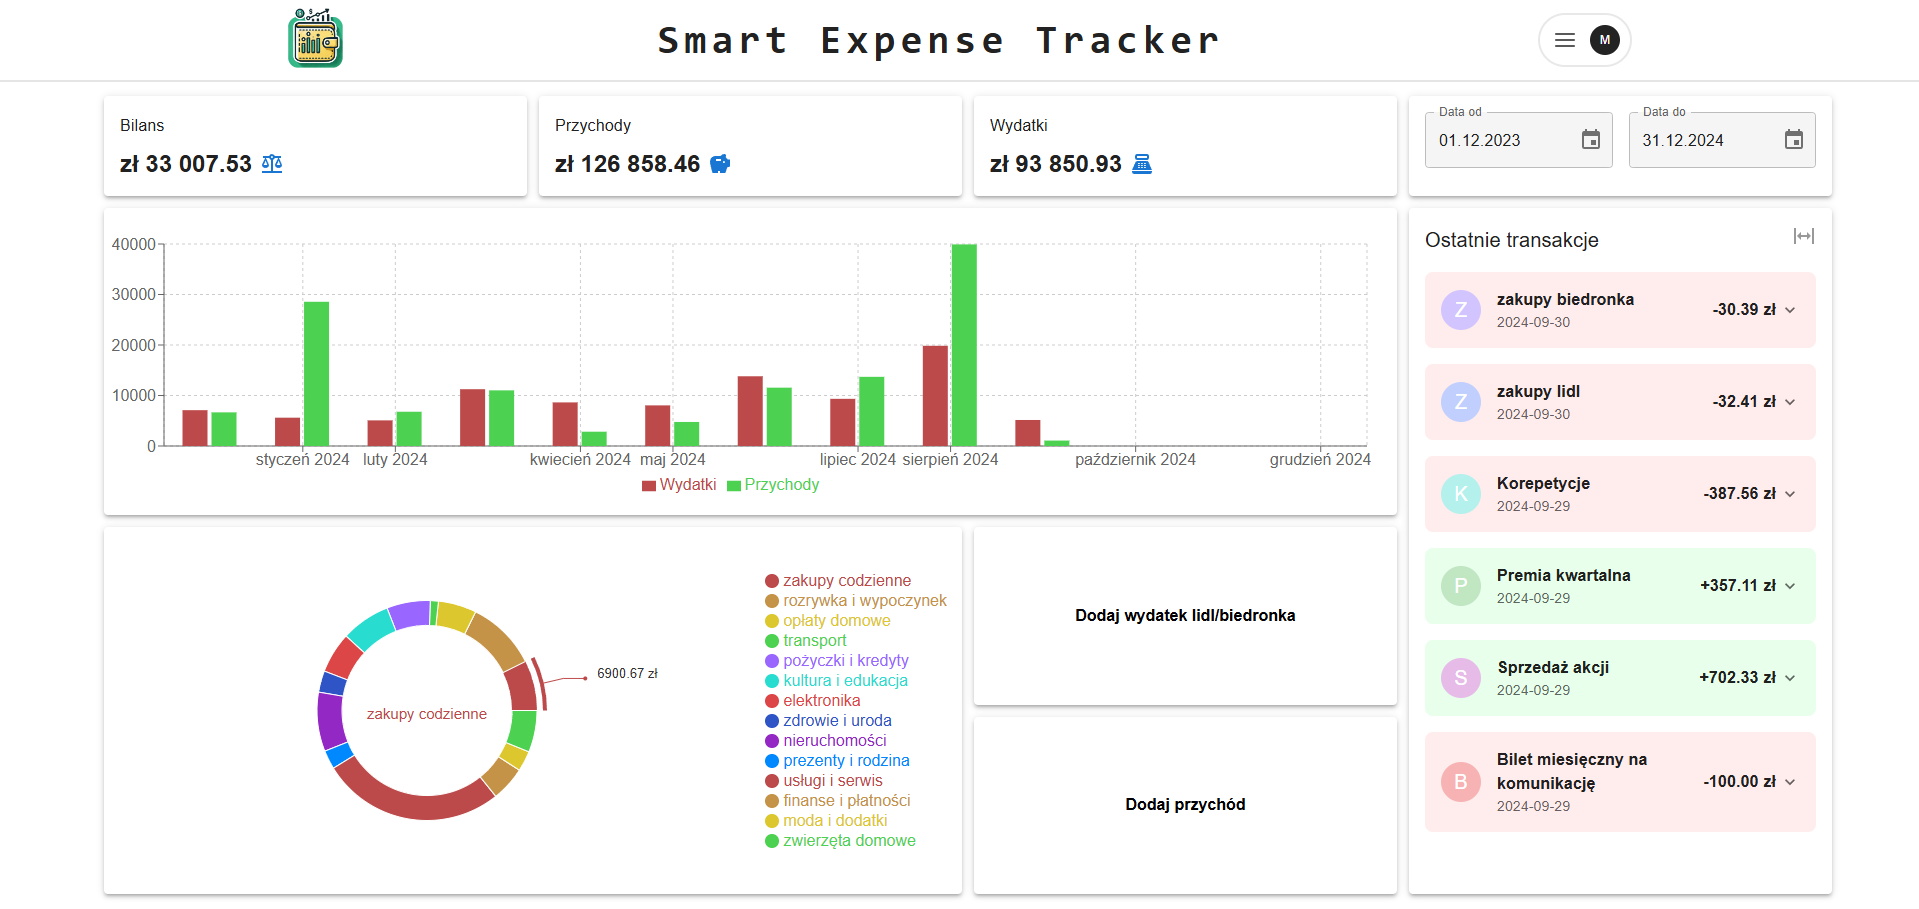 Smart Expense Tracker
M
Bilans
zł 33 007.53
Przychody
zł 126 858.46
Wydatki
zł 93 850.93
Data od
01.12.2023
Data do
31.12.2024
40000
30000
20000
10000
0
styczeń 2024
luty 2024
kwiecień 2024
maj 2024
lipiec 2024
sierpień 2024
październik 2024
grudzień 2024
Wydatki
Przychody
zakupy codzienne
6900.67 zł
zakupy codzienne
rozrywka i wypoczynek
opłaty domowe
transport
pożyczki i kredyty
kultura i edukacja
elektronika
zdrowie i uroda
nieruchomości
prezenty i rodzina
usługi i serwis
finanse i płatności
moda i dodatki
zwierzęta domowe
Dodaj wydatek lidl/biedronka
Dodaj przychód
Ostatnie transakcje
Z
zakupy biedronka
2024-09-30
-30.39 zł
Z
zakupy lidl
2024-09-30
-32.41 zł
K
Korepetycje
2024-09-29
-387.56 zł
P
Premia kwartalna
2024-09-29
+357.11 zł
S
Sprzedaż akcji
2024-09-29
+702.33 zł
B
Bilet miesięczny na
komunikację
2024-09-29
-100.00 zł